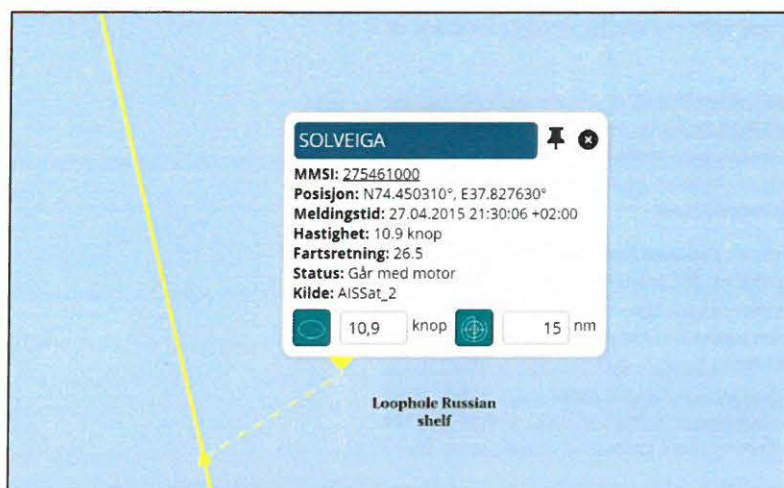 SOLVEIGA
MMSI: 275461000
Posisjon: N74.450310°, E37.827630°
Meldingstid: 27.04.2015 21:30:06 +02:00
Hastighet: 10.9 knop
Fartsretning: 26.5
Status: Går med motor
Kilde: AISSat_2
10,9 knop 15 nm
Loophole Russian
shelf